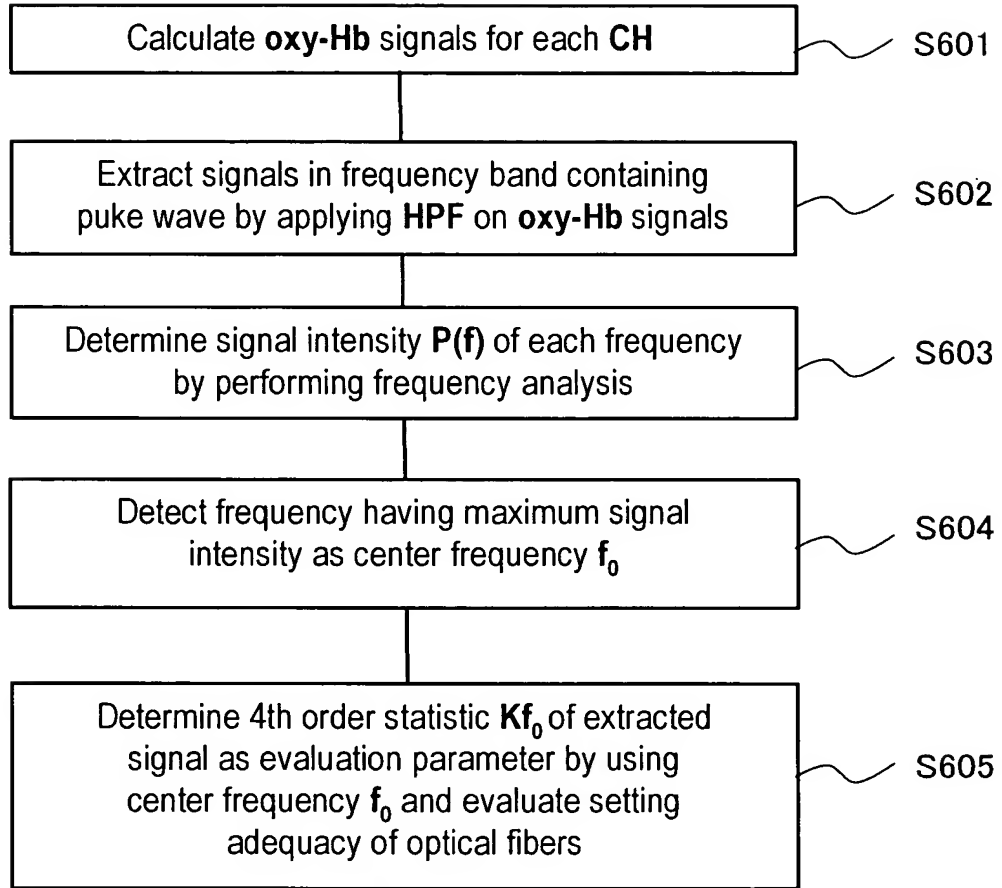 Calculate oxy-Hb signals for each CH
S601
Extract signals in frequency band containing
puke wave by applying HPF on oxy-Hb signals
S602
Determine signal intensity P(f) of each frequency
by performing frequency analysis
S603
Detect frequency having maximum signal
intensity as center frequency f₀
S604
Determine 4th order statistic Kf₀ of extracted
signal as evaluation parameter by using
center frequency f₀ and evaluate setting
adequacy of optical fibers
S605